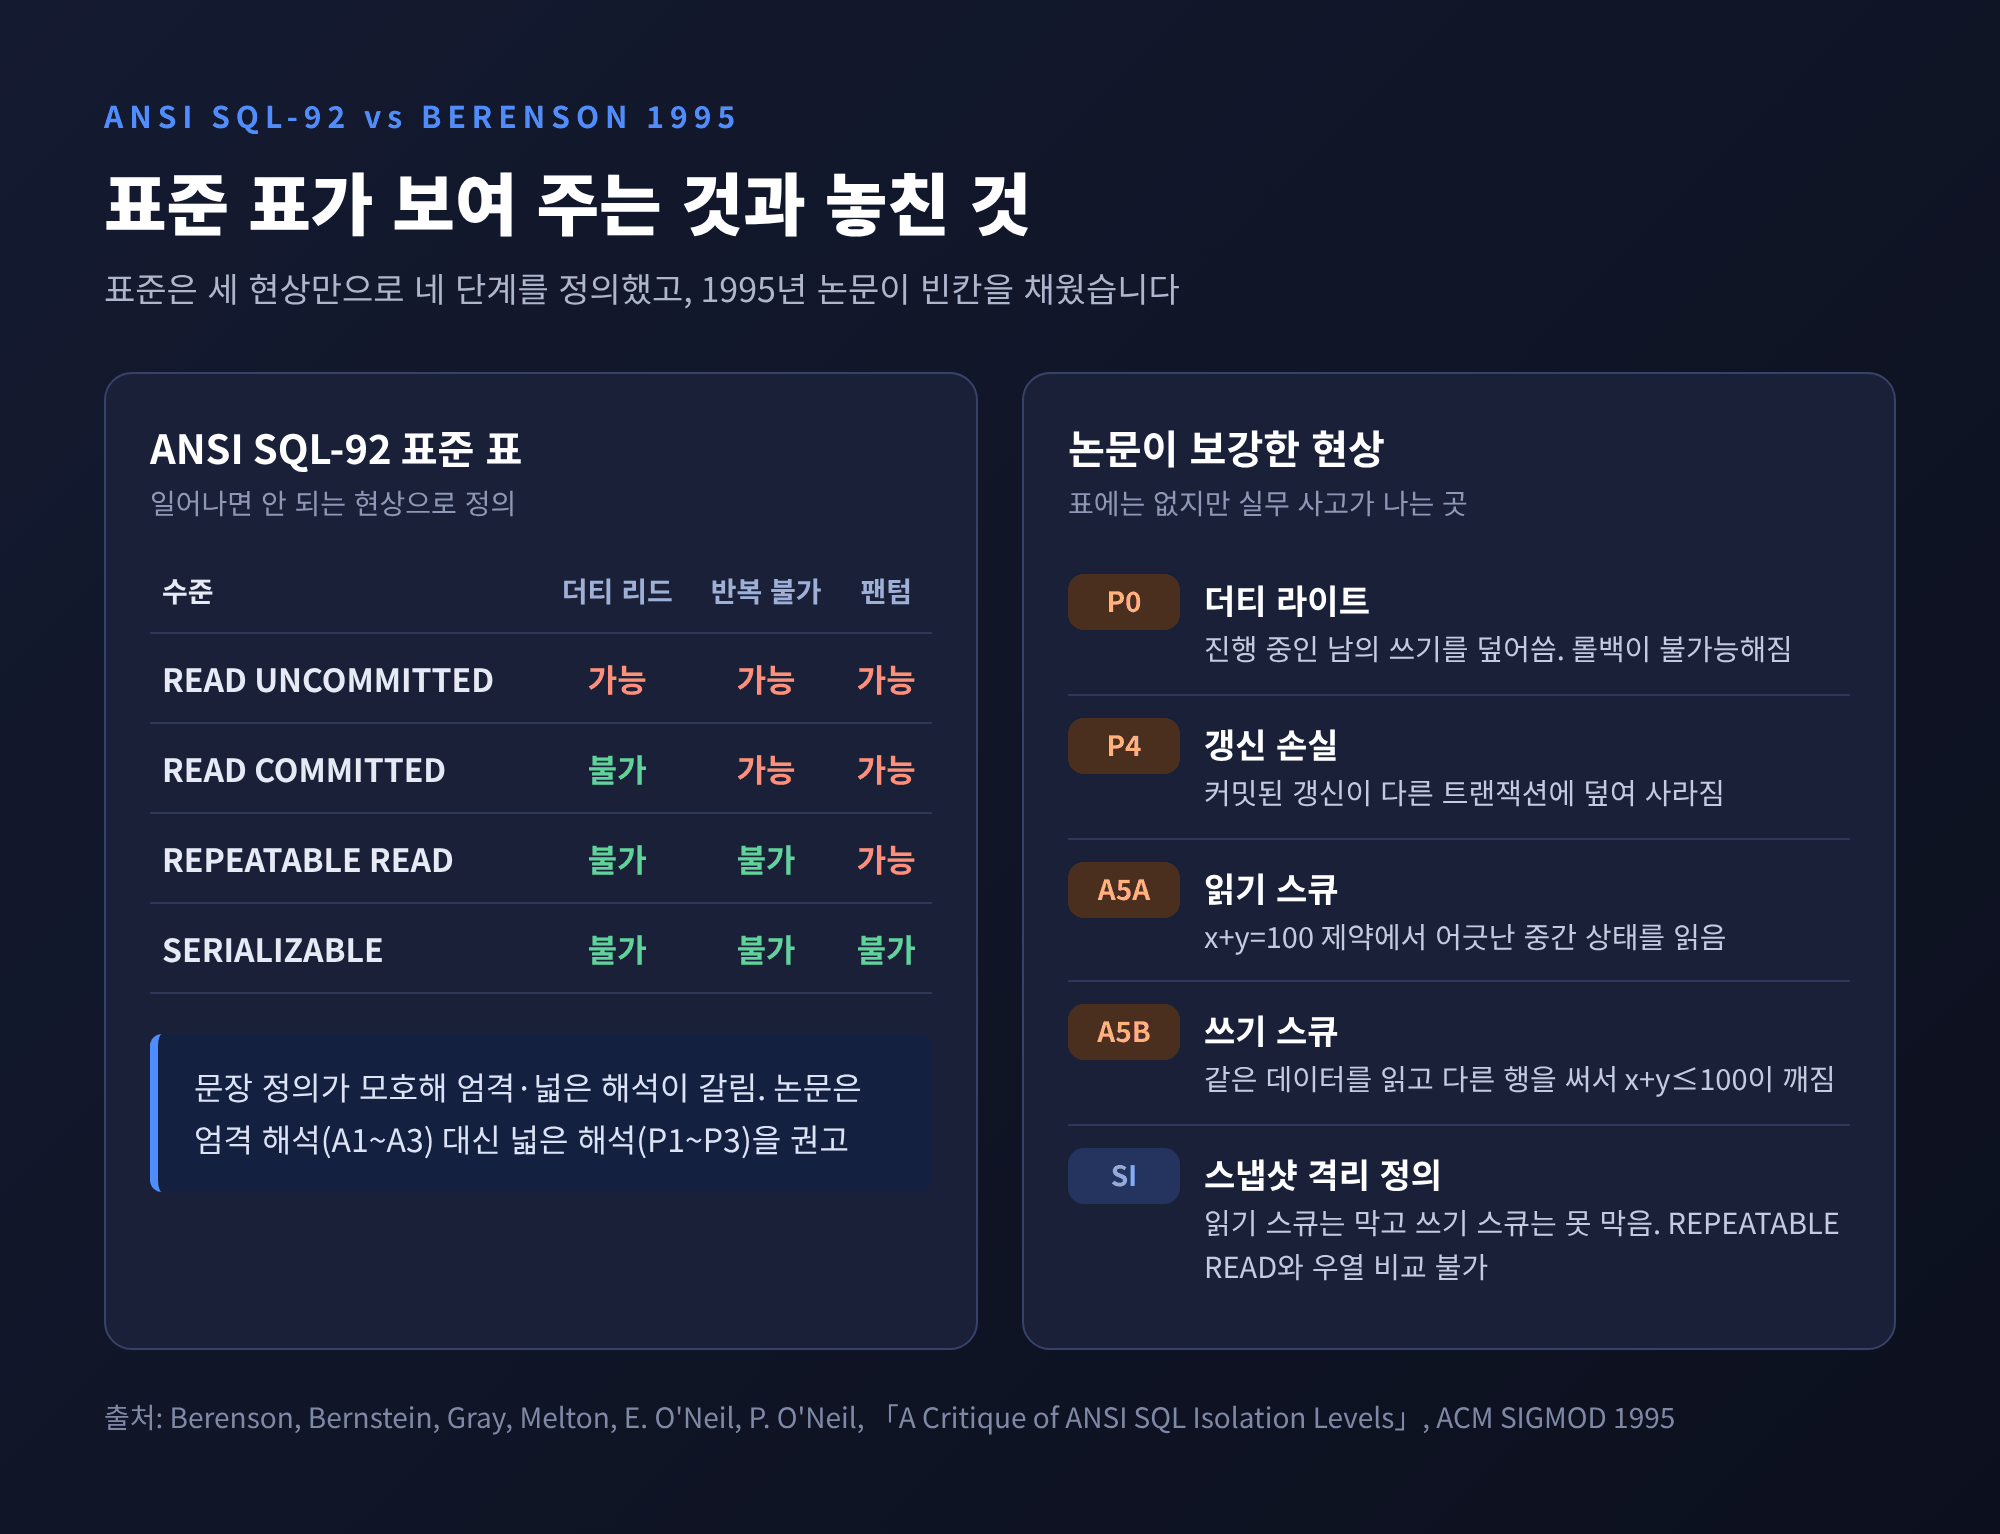 ANSI SQL-92 vs BERENSON 1995
표준 표가 보여 주는 것과 놓친 것
표준은 세 현상만으로 네 단계를 정의했고, 1995년 논문이 빈칸을 채웠습니다
ANSI SQL-92 표준 표
일어나면 안 되는 현상으로 정의
수준 더티 리드 반복 불가 팬텀
READ UNCOMMITTED 가능 가능 가능
READ COMMITTED 불가 가능 가능
REPEATABLE READ 불가 불가 가능
SERIALIZABLE 불가 불가 불가
문장 정의가 모호해 엄격·넓은 해석이 갈림. 논문은
엄격 해석(A1~A3) 대신 넓은 해석(P1~P3)을 권고
논문이 보강한 현상
표에는 없지만 실무 사고가 나는 곳
P0 더티 라이트
진행 중인 남의 쓰기를 덮어씀. 롤백이 불가능해짐
P4 갱신 손실
커밋된 갱신이 다른 트랜잭션에 덮여 사라짐
A5A 읽기 스큐
x+y=100 제약에서 어긋난 중간 상태를 읽음
A5B 쓰기 스큐
같은 데이터를 읽고 다른 행을 써서 x+y≤100이 깨짐
SI 스냅샷 격리 정의
읽기 스큐는 막고 쓰기 스큐는 못 막음. REPEATABLE
READ와 우열 비교 불가
출처: Berenson, Bernstein, Gray, Melton, E. O'Neil, P. O'Neil, 「A Critique of ANSI SQL Isolation Levels」, ACM SIGMOD 1995